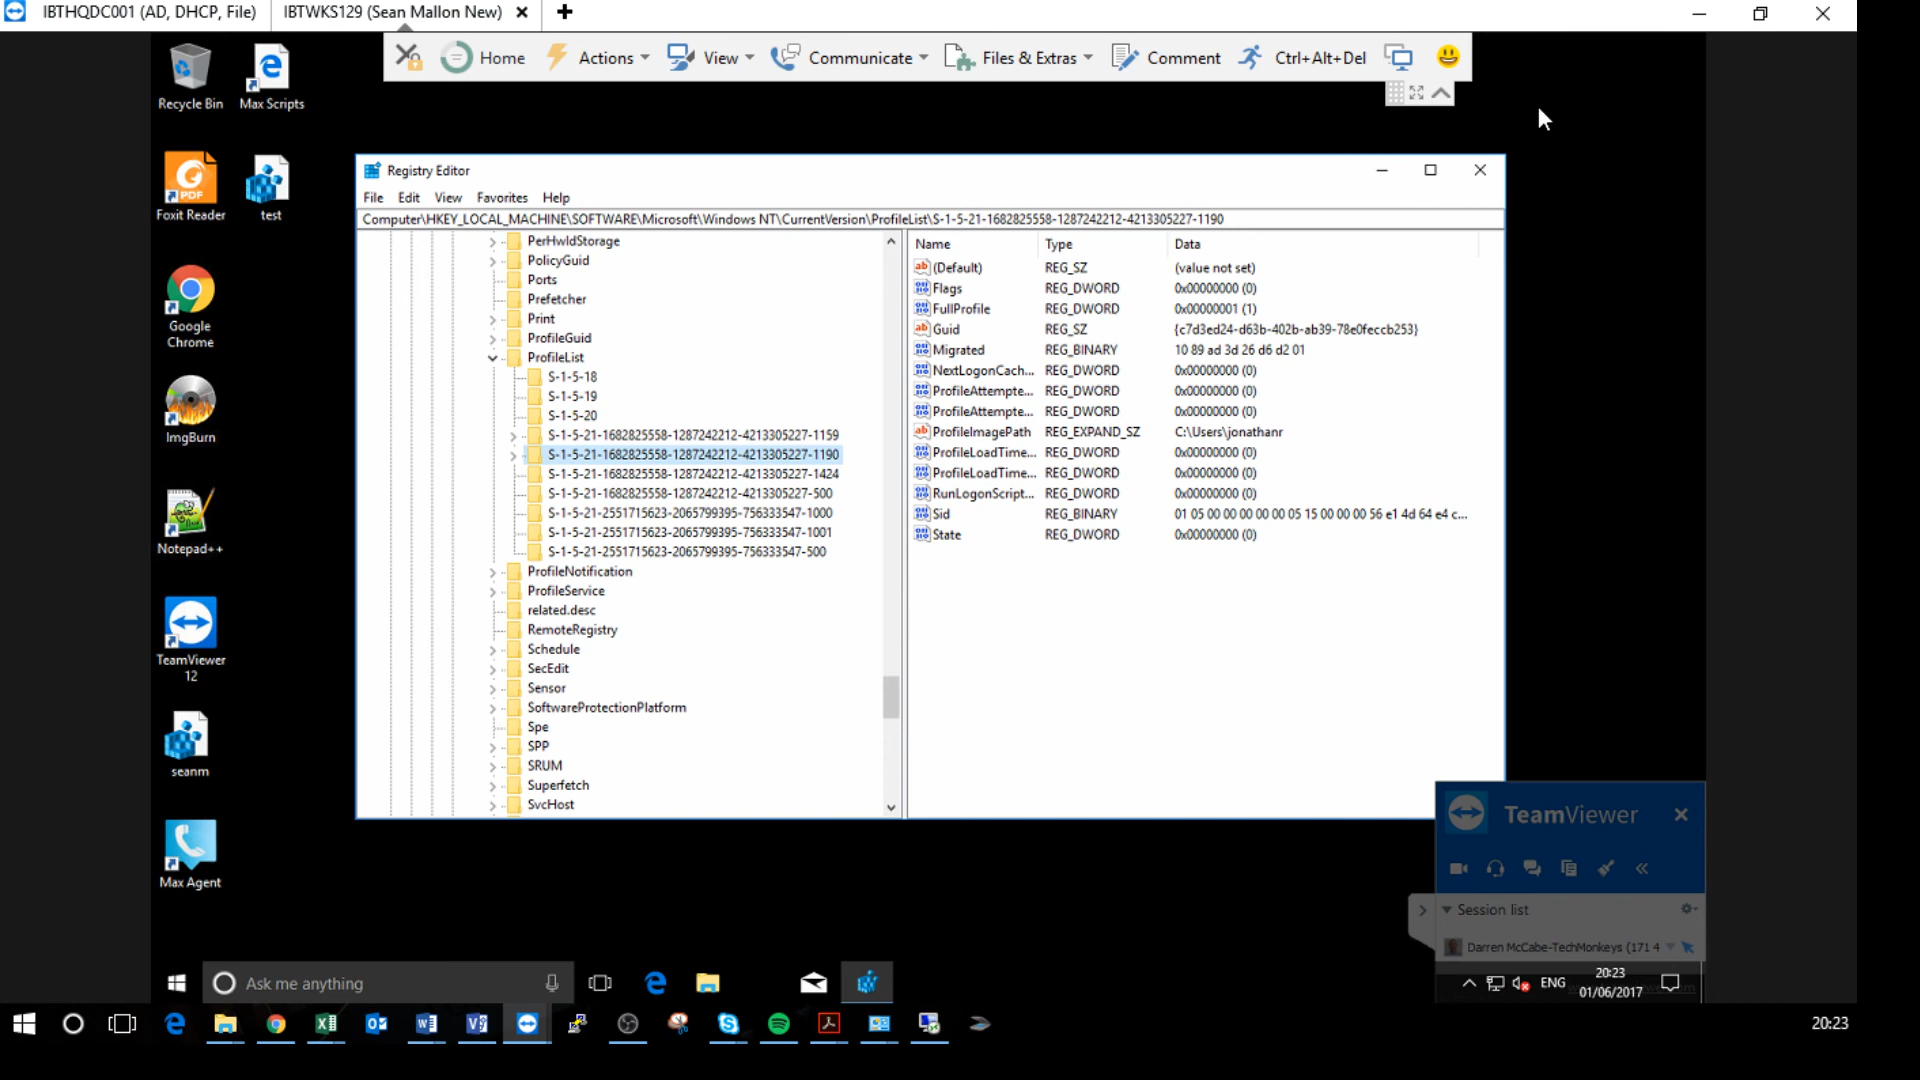 IBTHQDC001 (AD, DHCP, File)
IBTWKS129 (Sean Mallon New)
Home
Actions
View
Communicate
Files & Extras
Comment
Ctrl+Alt+Del
Recycle Bin
Max Scripts
Foxit Reader
test
Google
Chrome
ImgBurn
Notepad++
TeamViewer
12
seanm
Max Agent
Registry Editor
File Edit View Favorites Help
Computer\HKEY_LOCAL_MACHINE\SOFTWARE\Microsoft\Windows NT\CurrentVersion\ProfileList\S-1-5-21-1682825558-1287242212-4213305227-1190
PerHwIdStorage
PolicyGuid
Ports
Prefetcher
Print
ProfileGuid
ProfileList
S-1-5-18
S-1-5-19
S-1-5-20
S-1-5-21-1682825558-1287242212-4213305227-1159
S-1-5-21-1682825558-1287242212-4213305227-1190
S-1-5-21-1682825558-1287242212-4213305227-1424
S-1-5-21-1682825558-1287242212-4213305227-500
S-1-5-21-2551715623-2065799395-756333547-1000
S-1-5-21-2551715623-2065799395-756333547-1001
S-1-5-21-2551715623-2065799395-756333547-500
ProfileNotification
ProfileService
related.desc
RemoteRegistry
Schedule
SecEdit
Sensor
SoftwareProtectionPlatform
Spe
SPP
SRUM
Superfetch
SvcHost
Name Type Data
(Default) REG_SZ (value not set)
Flags REG_DWORD 0x00000000 (0)
FullProfile REG_DWORD 0x00000001 (1)
Guid REG_SZ {c7d3ed24-d63b-402b-ab39-78e0feccb253}
Migrated REG_BINARY 10 89 ad 3d 26 d6 d2 01
NextLogonCach... REG_DWORD 0x00000000 (0)
ProfileAttempte... REG_DWORD 0x00000000 (0)
ProfileAttempte... REG_DWORD 0x00000000 (0)
ProfileImagePath REG_EXPAND_SZ C:\Users\jonathanr
ProfileLoadTime... REG_DWORD 0x00000000 (0)
ProfileLoadTime... REG_DWORD 0x00000000 (0)
RunLogonScript... REG_DWORD 0x00000000 (0)
Sid REG_BINARY 01 05 00 00 00 00 00 05 15 00 00 00 56 e1 4d 64 e4 c...
State REG_DWORD 0x00000000 (0)
TeamViewer
Session list
Darren McCabe-TechMonkeys (171 4
Ask me anything
ENG
20:23
01/06/2017
20:23